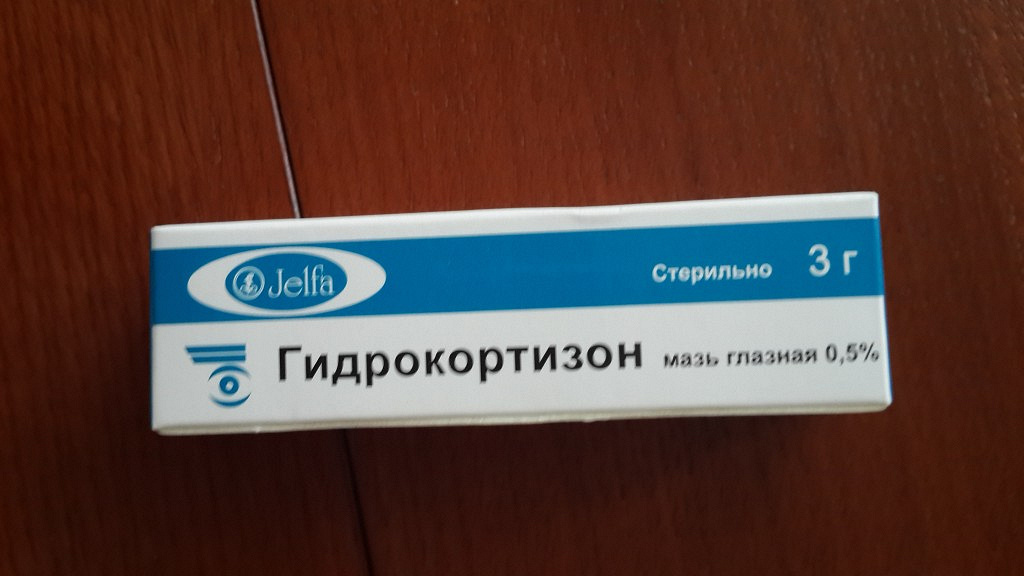 Jelfa
Стерильно 3 г
Гидрокортизон мазь глазная 0,5%